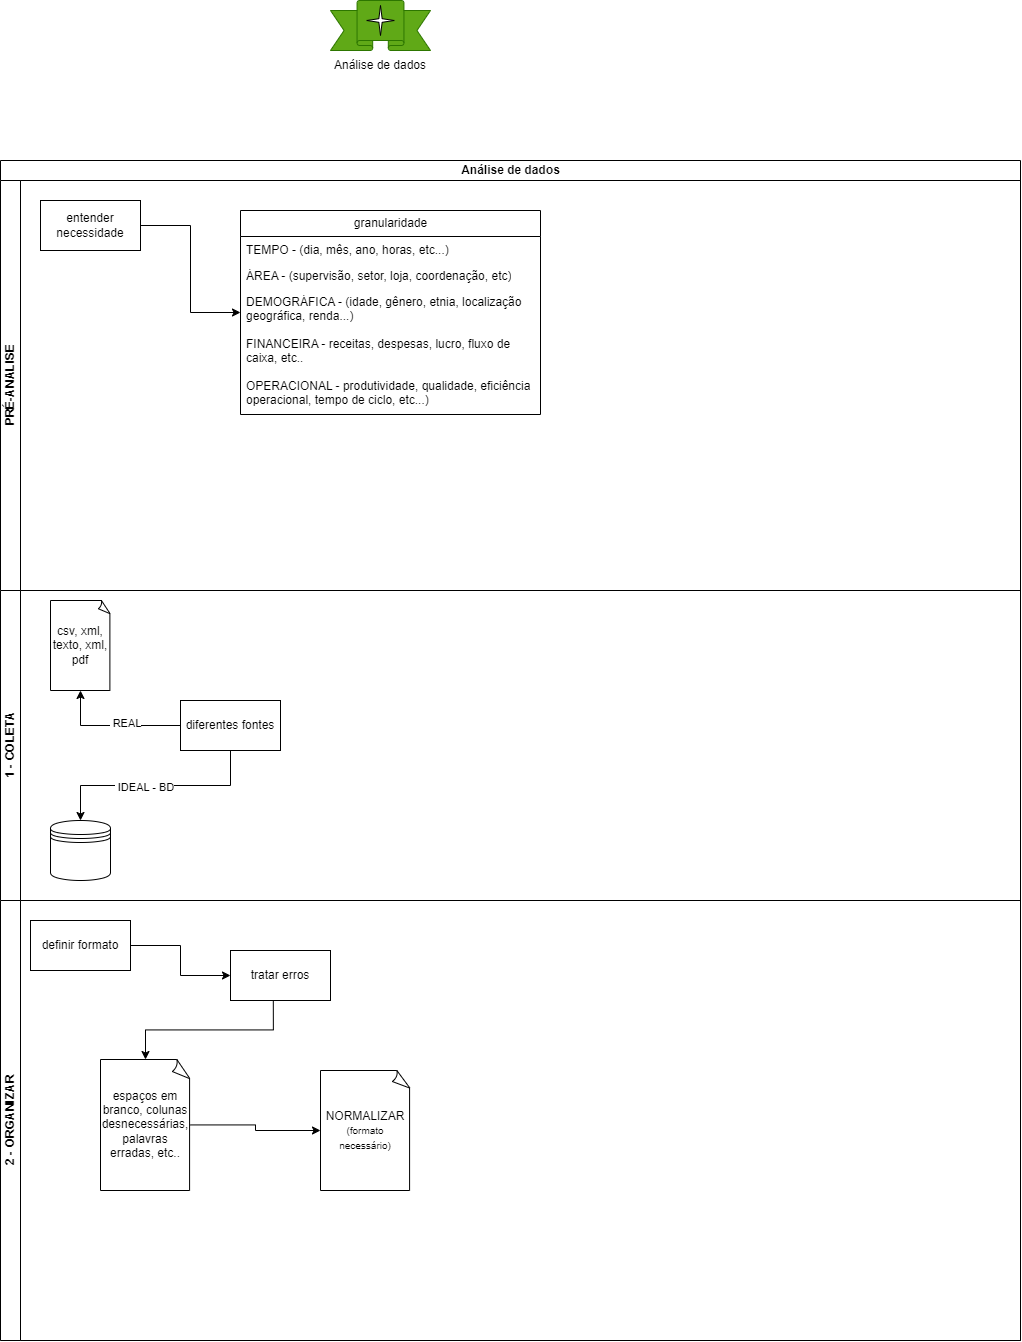 Análise de dados
Análise de dados
PRÉ-ANÁLISE
entender
necessidade
granularidade
TEMPO - (dia, mês, ano, horas, etc...)
ÁREA - (supervisão, setor, loja, coordenação, etc)
DEMOGRÁFICA - (idade, gênero, etnia, localização
geográfica, renda...)
FINANCEIRA - receitas, despesas, lucro, fluxo de
caixa, etc..
OPERACIONAL - produtividade, qualidade, eficiência
operacional, tempo de ciclo, etc...)
1 - COLETA
csv, xml,
texto, xml,
pdf
REAL
diferentes fontes
IDEAL - BD
2 - ORGANIZAR
definir formato
tratar erros
espaços em
branco, colunas
desnecessárias,
palavras
erradas, etc..
NORMALIZAR
(formato
necessário)